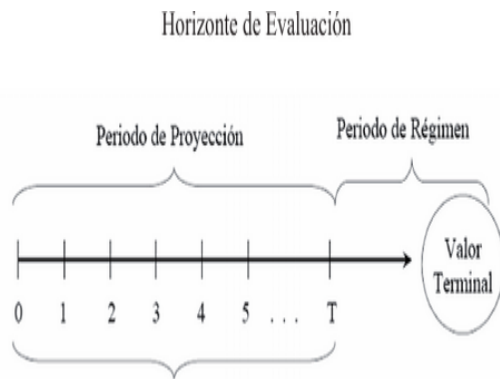 Horizonte de Evaluación
Periodo de Proyección
Periodo de Régimen
Valor
Terminal
0 1 2 3 4 5 . . . T